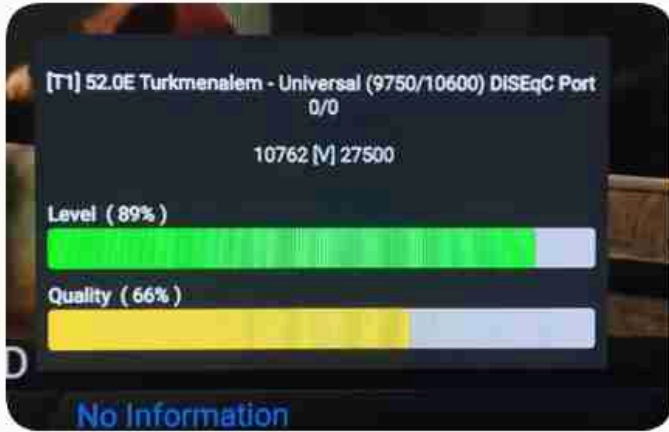 [T1] 52.0E Turkmenalem - Universal (9750/10600) DiSEqC Port
0/0
10762 [V] 27500
Level ( 89% )
Quality ( 66% )
D
No Information